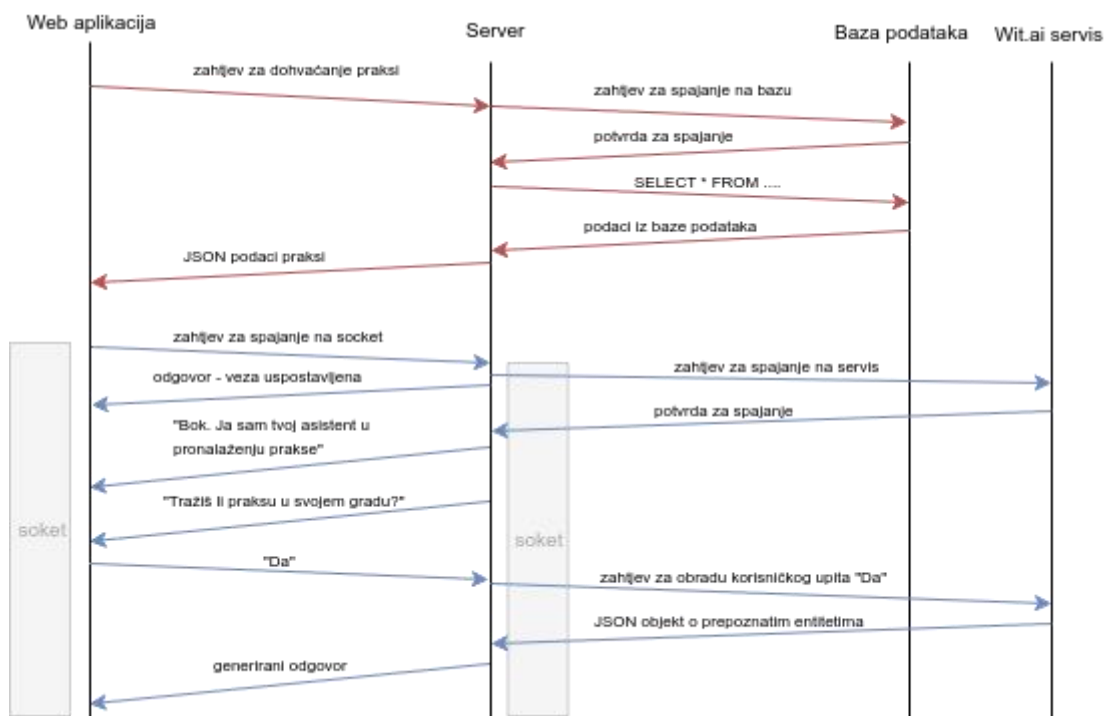 Web aplikacija
Server
Baza podataka
Wit.ai servis
zahtjev za dohvaćanje praksi
zahtjev za spajanje na bazu
potvrda za spajanje
SELECT * FROM ....
podaci iz baze podataka
JSON podaci praksi
zahtjev za spajanje na socket
zahtjev za spajanje na servis
odgovor - veza uspostavljena
potvrda za spajanje
"Bok. Ja sam tvoj asistent u
pronalaženju prakse"
"Tražiš li praksu u svojem gradu?"
soket
soket
"Da"
zahtjev za obradu korisničkog upita "Da"
JSON objekt o prepoznatim entitetima
generirani odgovor